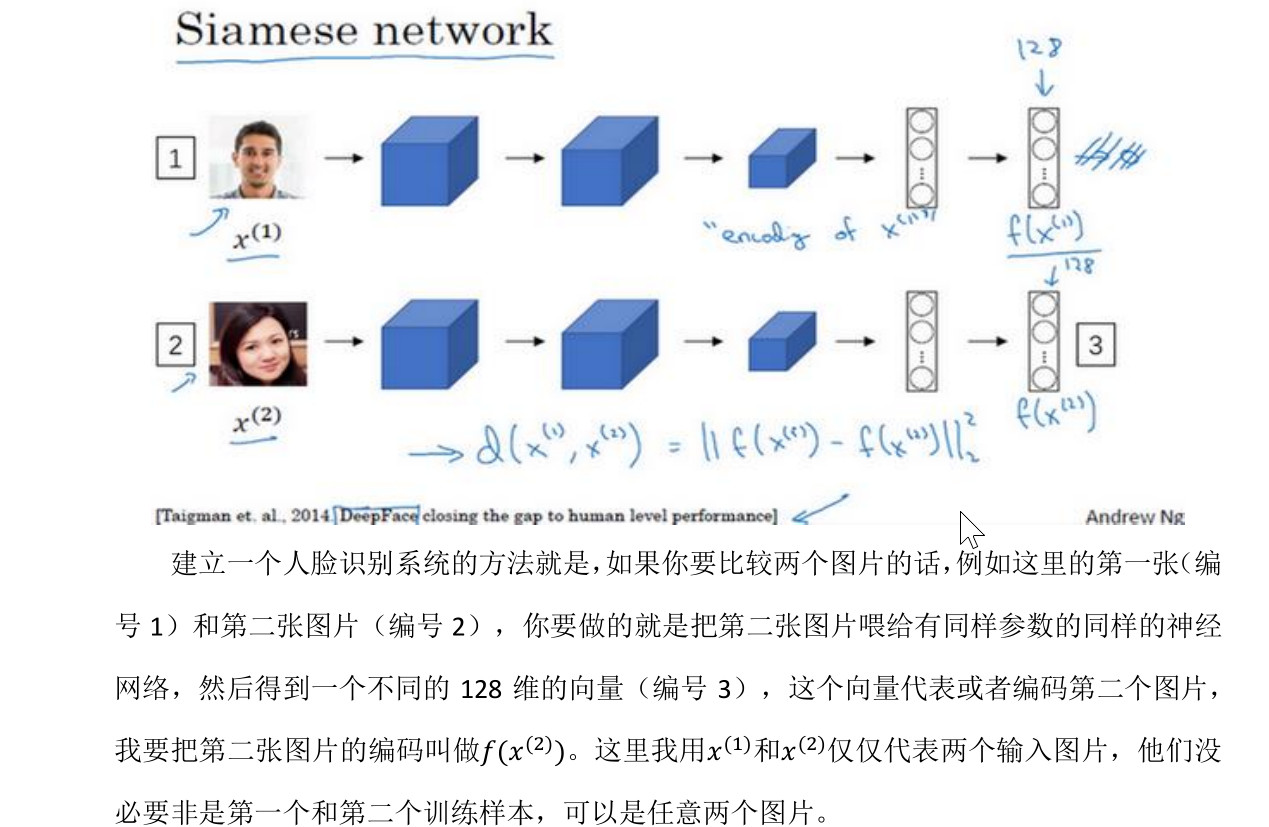 Siamese network
128
1
x⁽¹⁾
"encoding of x⁽¹⁾"
f(x⁽¹⁾)
128
2
3
x⁽²⁾
f(x⁽²⁾)
d(x⁽¹⁾, x⁽²⁾) = ||f(x⁽¹⁾) - f(x⁽²⁾)||₂²
[Taigman et. al., 2014. DeepFace closing the gap to human level performance]
Andrew Ng
建立一个人脸识别系统的方法就是，如果你要比较两个图片的话，例如这里的第一张（编
号 1）和第二张图片（编号 2），你要做的就是把第二张图片喂给有同样参数的同样的神经
网络，然后得到一个不同的 128 维的向量（编号 3），这个向量代表或者编码第二个图片，
我要把第二张图片的编码叫做f(x⁽²⁾)。这里我用x⁽¹⁾和x⁽²⁾仅仅代表两个输入图片，他们没
必要非是第一个和第二个训练样本，可以是任意两个图片。